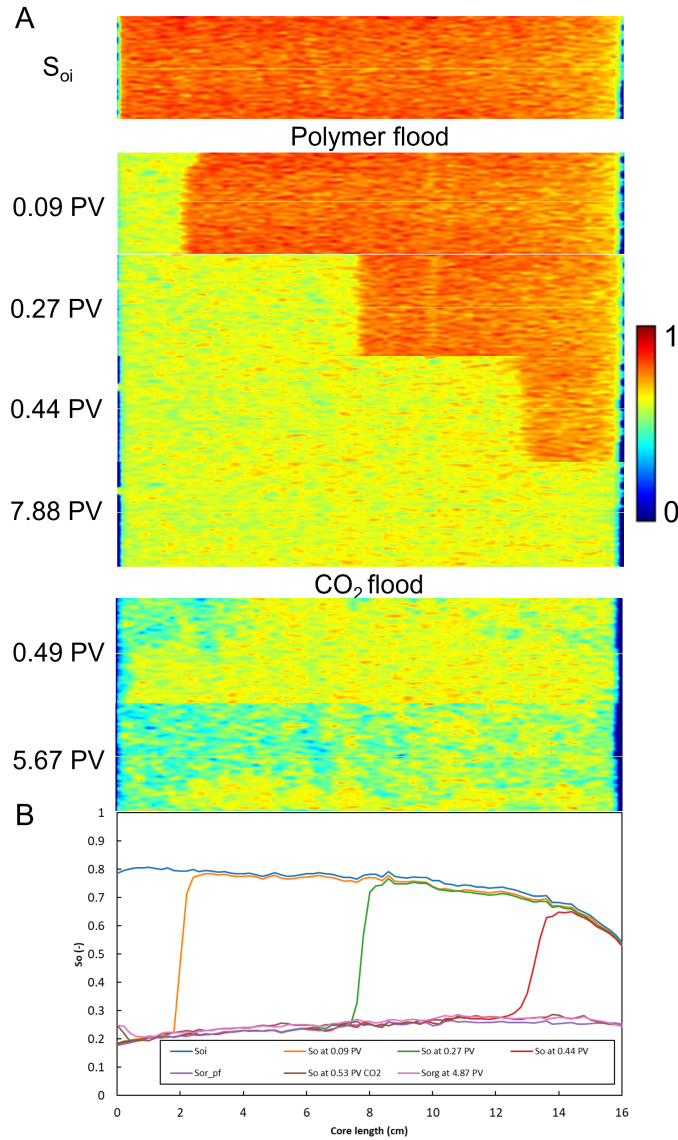 A
Soi
Polymer flood
0.09 PV
0.27 PV
0.44 PV
7.88 PV
1
0
CO2 flood
0.49 PV
5.67 PV
B
1
0.9
0.8
0.7
0.6
0.5
0.4
0.3
0.2
0.1
0
So (-)
Soi
So at 0.09 PV
So at 0.27 PV
So at 0.44 PV
Sor_pf
So at 0.53 PV CO2
Sorg at 4.87 PV
0 2 4 6 8 10 12 14 16
Core length (cm)